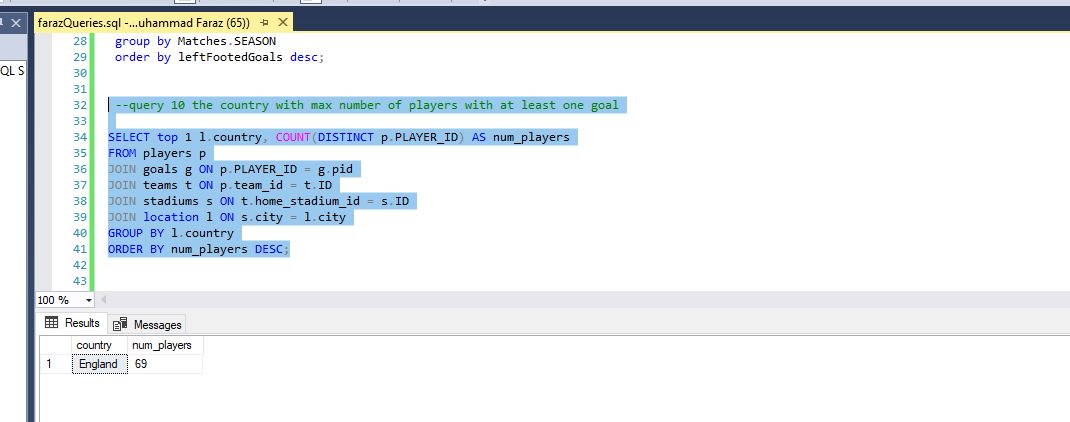 farazQueries.sql -...uhammad Faraz (65))
QL S
28 group by Matches.SEASON
29 order by leftFootedGoals desc;
30
31
32 --query 10 the country with max number of players with at least one goal
33
34 SELECT top 1 l.country, COUNT(DISTINCT p.PLAYER_ID) AS num_players
35 FROM players p
36 JOIN goals g ON p.PLAYER_ID = g.pid
37 JOIN teams t ON p.team_id = t.ID
38 JOIN stadiums s ON t.home_stadium_id = s.ID
39 JOIN location l ON s.city = l.city
40 GROUP BY l.country
41 ORDER BY num_players DESC;
42
43
100 %
Results Messages
country num_players
1 England 69